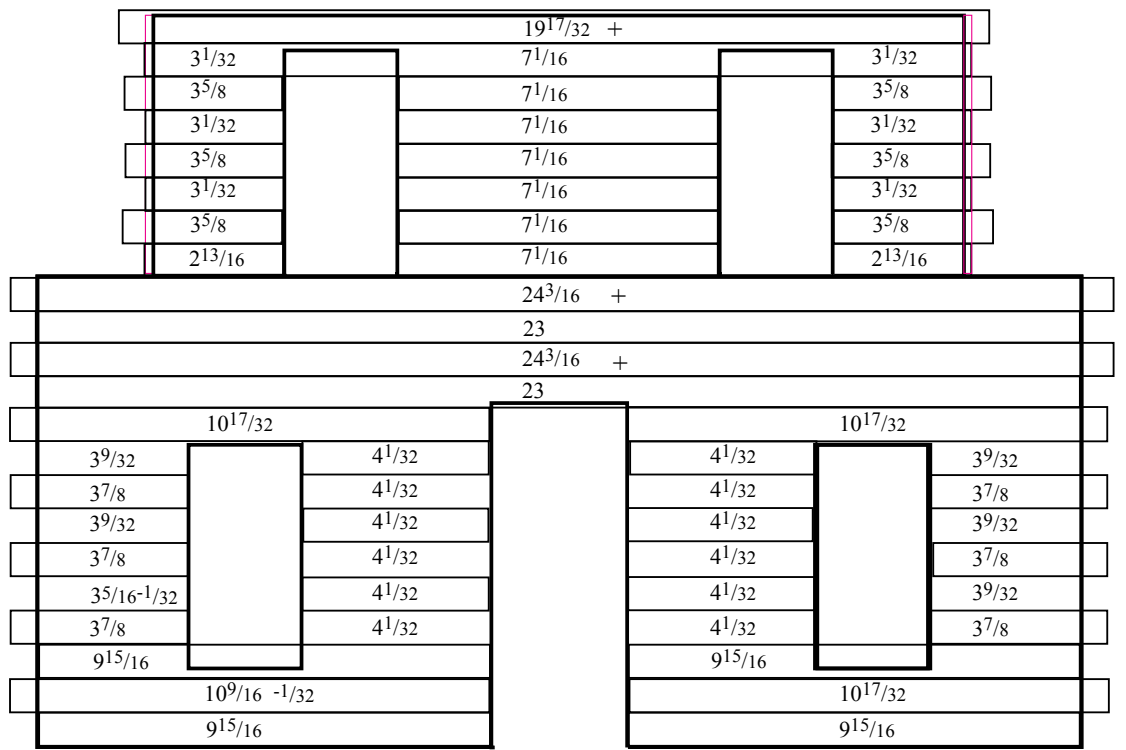 19 17/32 +
3 1/32 7 1/16 3 1/32
3 5/8 7 1/16 3 5/8
3 1/32 7 1/16 3 1/32
3 5/8 7 1/16 3 5/8
3 1/32 7 1/16 3 1/32
3 5/8 7 1/16 3 5/8
2 13/16 7 1/16 2 13/16
24 3/16 +
23
24 3/16 +
23
10 17/32 10 17/32
3 9/32 4 1/32 4 1/32 3 9/32
3 7/8 4 1/32 4 1/32 3 7/8
3 9/32 4 1/32 4 1/32 3 9/32
3 7/8 4 1/32 4 1/32 3 7/8
3 5/16 -1/32 4 1/32 4 1/32 3 9/32
3 7/8 4 1/32 4 1/32 3 7/8
9 15/16 9 15/16
10 9/16 -1/32 10 17/32
9 15/16 9 15/16